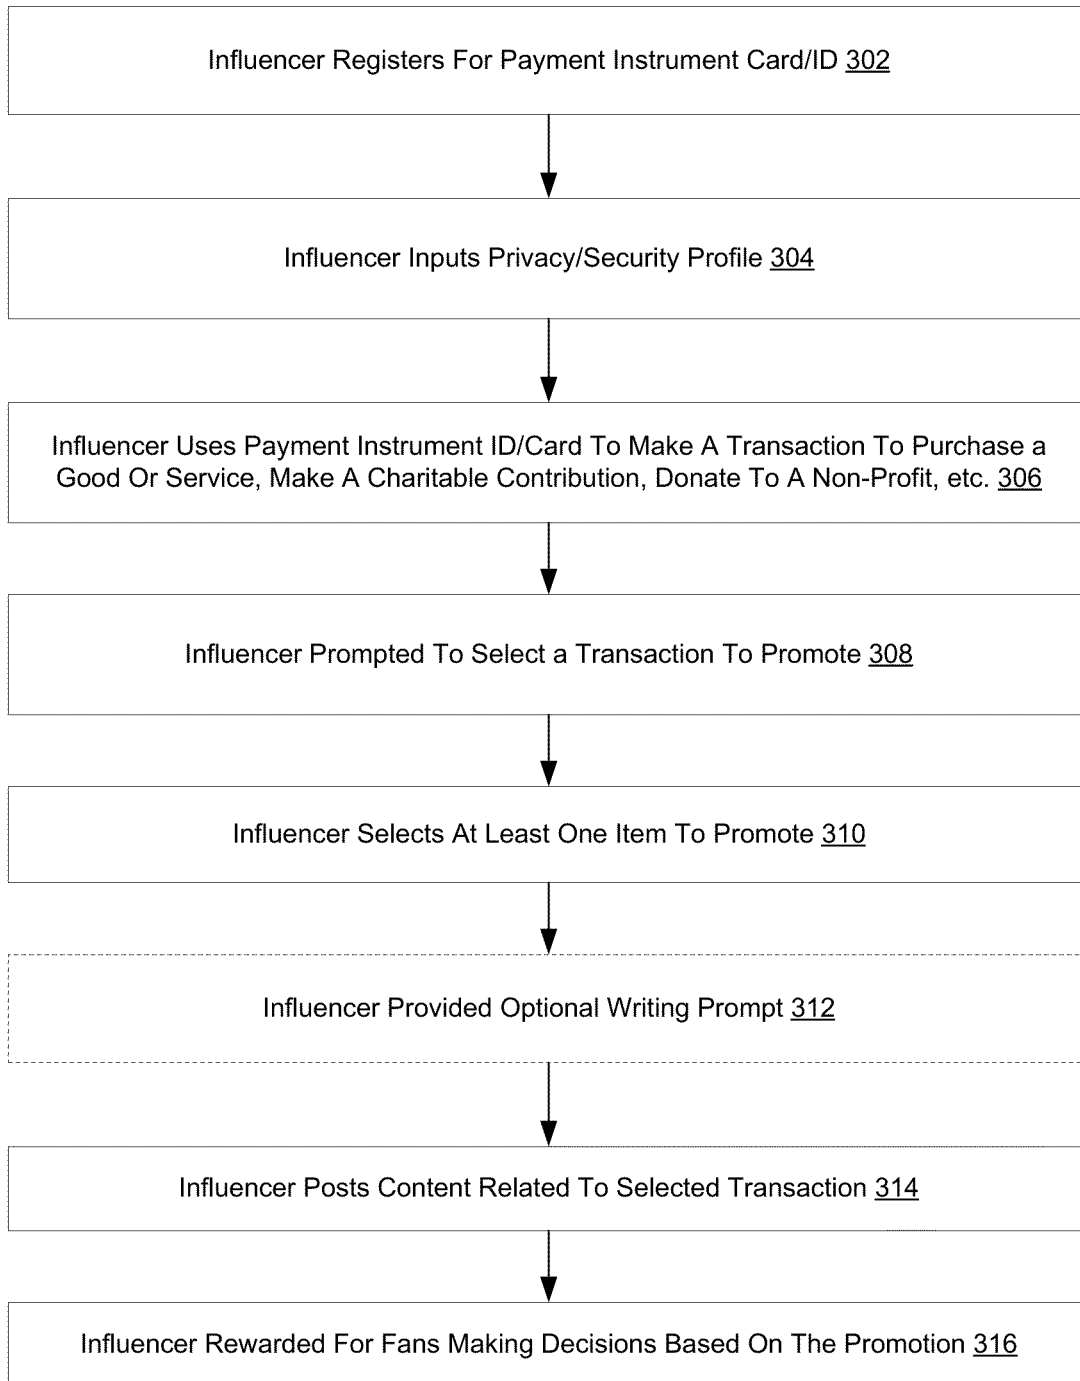 Influencer Registers For Payment Instrument Card/ID 302
Influencer Inputs Privacy/Security Profile 304
Influencer Uses Payment Instrument ID/Card To Make A Transaction To Purchase a
Good Or Service, Make A Charitable Contribution, Donate To A Non-Profit, etc. 306
Influencer Prompted To Select a Transaction To Promote 308
Influencer Selects At Least One Item To Promote 310
Influencer Provided Optional Writing Prompt 312
Influencer Posts Content Related To Selected Transaction 314
Influencer Rewarded For Fans Making Decisions Based On The Promotion 316